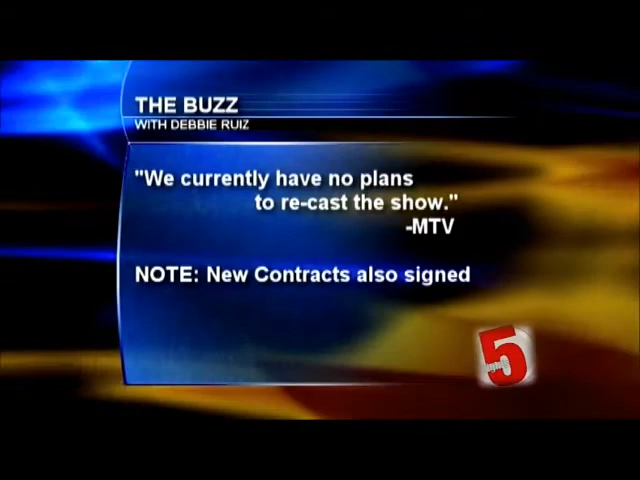 THE BUZZ
WITH DEBBIE RUIZ
"We currently have no plans
to re-cast the show."
-MTV
NOTE: New Contracts also signed
5